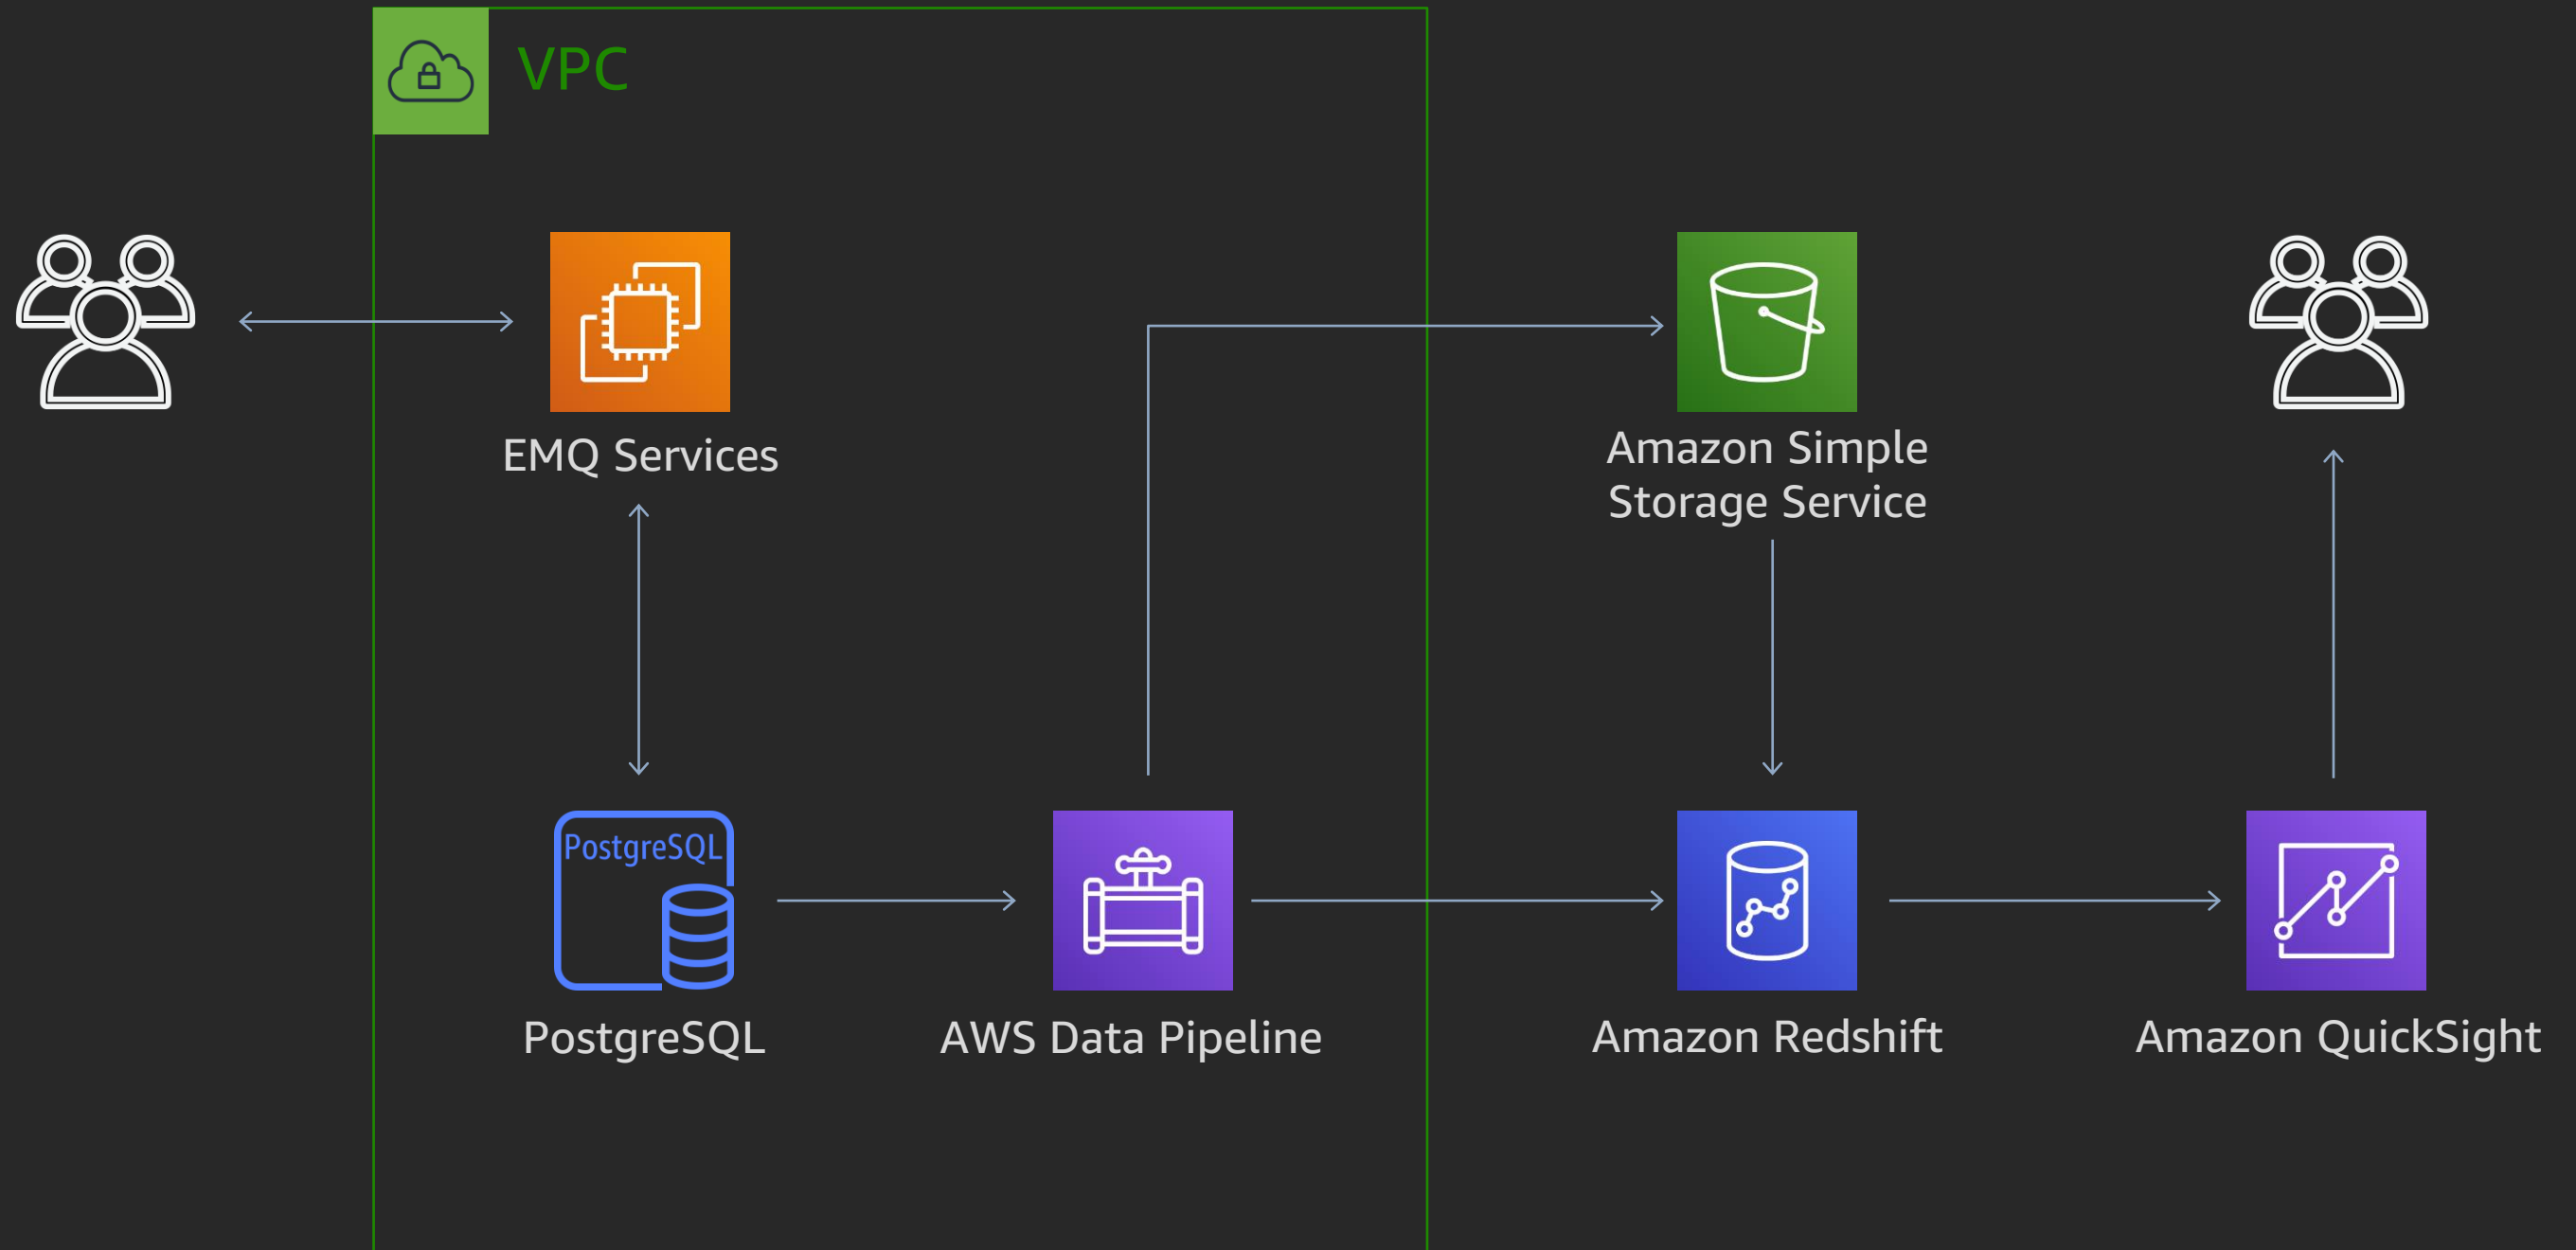 VPC
EMQ Services
Amazon Simple
Storage Service
PostgreSQL
PostgreSQL
AWS Data Pipeline
Amazon Redshift
Amazon QuickSight